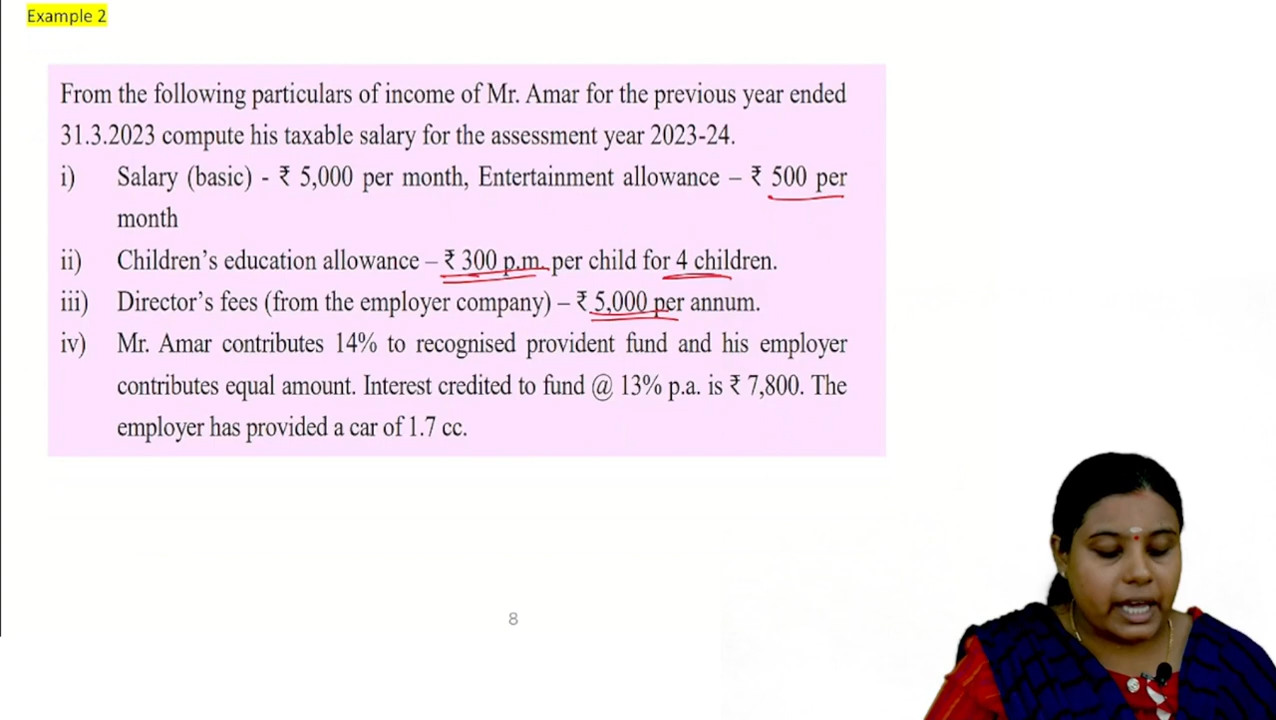 Example 2
From the following particulars of income of Mr. Amar for the previous year ended
31.3.2023 compute his taxable salary for the assessment year 2023-24.
i) Salary (basic) - ₹ 5,000 per month, Entertainment allowance – ₹ 500 per
month
ii) Children’s education allowance – ₹ 300 p.m. per child for 4 children.
iii) Director’s fees (from the employer company) – ₹ 5,000 per annum.
iv) Mr. Amar contributes 14% to recognised provident fund and his employer
contributes equal amount. Interest credited to fund @ 13% p.a. is ₹ 7,800. The
employer has provided a car of 1.7 cc.
8